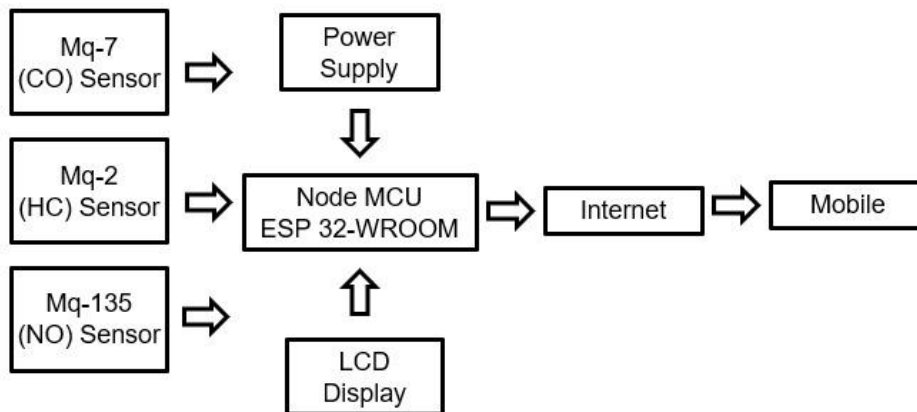 Mq-7
(CO) Sensor
Power
Supply
Mq-2
(HC) Sensor
Node MCU
ESP 32-WROOM
Internet
Mobile
Mq-135
(NO) Sensor
LCD
Display